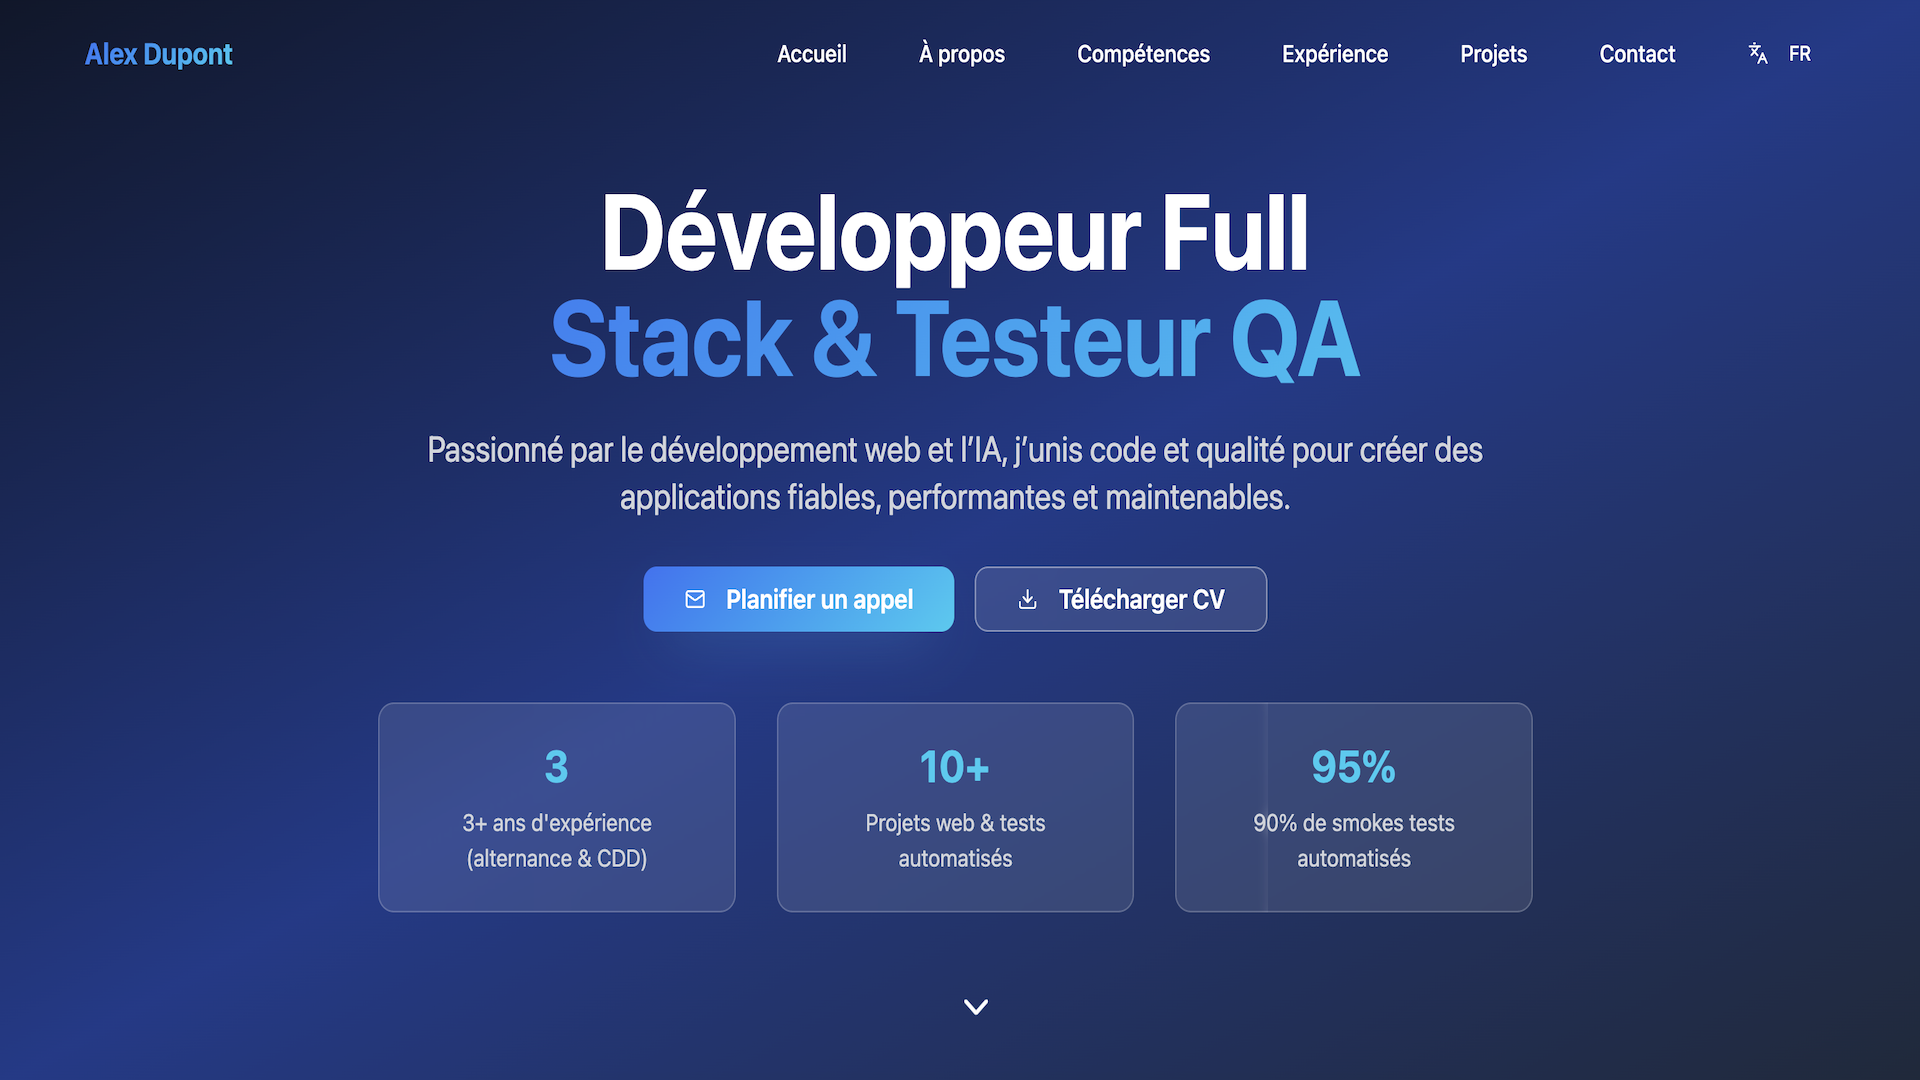 Alex Dupont
Accueil
À propos
Compétences
Expérience
Projets
Contact
FR
Développeur Full
Stack & Testeur QA
Passionné par le développement web et l’IA, j’unis code et qualité pour créer des
applications fiables, performantes et maintenables.
Planifier un appel
Télécharger CV
3
3+ ans d'expérience
(alternance & CDD)
10+
Projets web & tests
automatisés
95%
90% de smokes tests
automatisés